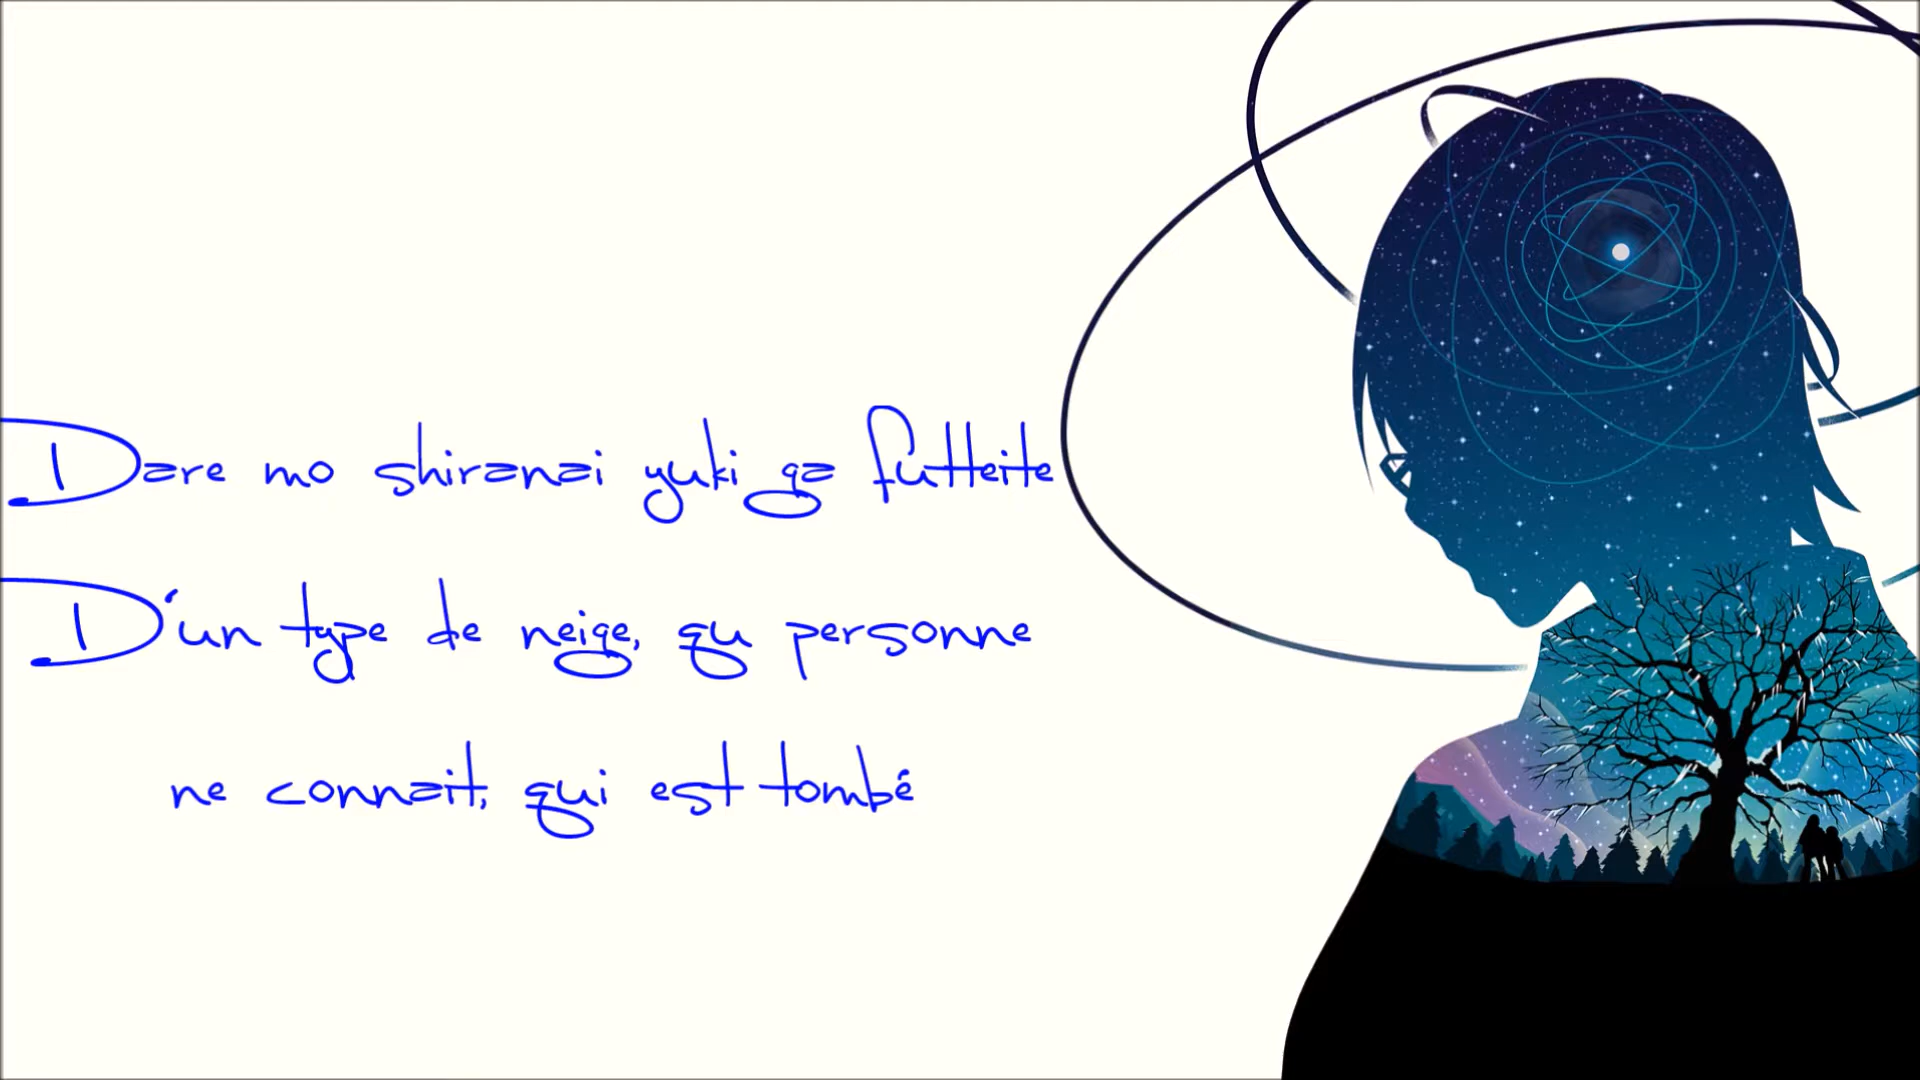 Dare mo shiranai yuki ga futteite
D'un type de neige, qu personne
ne connait, qui est tombé